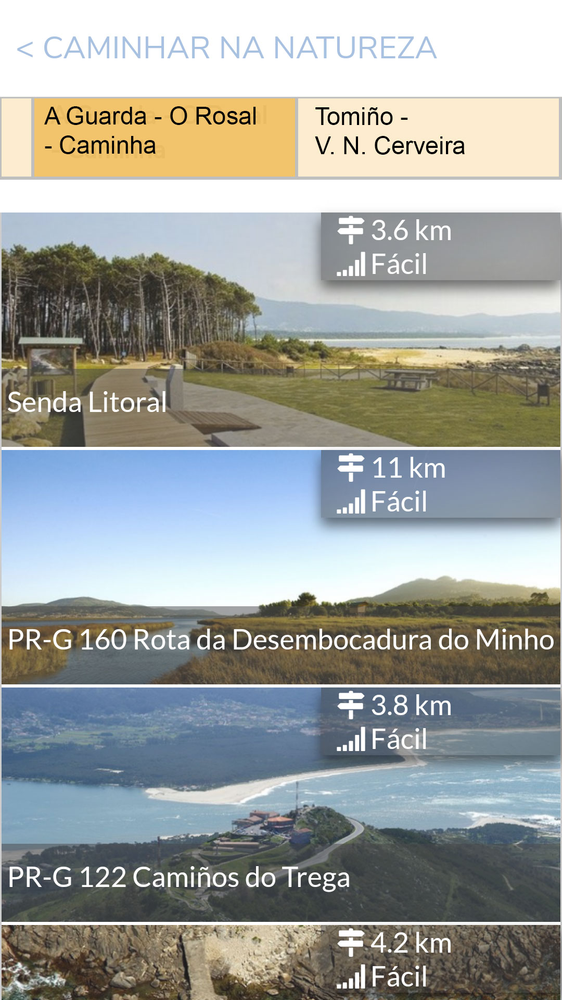 < CAMINHAR NA NATUREZA
A Guarda - O Rosal
- Caminha
Tomiño -
V. N. Cerveira
3.6 km
Fácil
Senda Litoral
11 km
Fácil
PR-G 160 Rota da Desembocadura do Minho
3.8 km
Fácil
PR-G 122 Camiños do Trega
4.2 km
Fácil